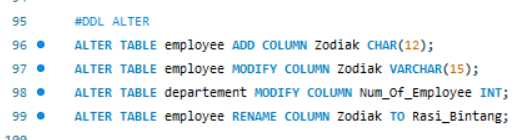 95 #DDL ALTER
96 ALTER TABLE employee ADD COLUMN Zodiak CHAR(12);
97 ALTER TABLE employee MODIFY COLUMN Zodiak VARCHAR(15);
98 ALTER TABLE departement MODIFY COLUMN Num_Of_Employee INT;
99 ALTER TABLE employee RENAME COLUMN Zodiak TO Rasi_Bintang;